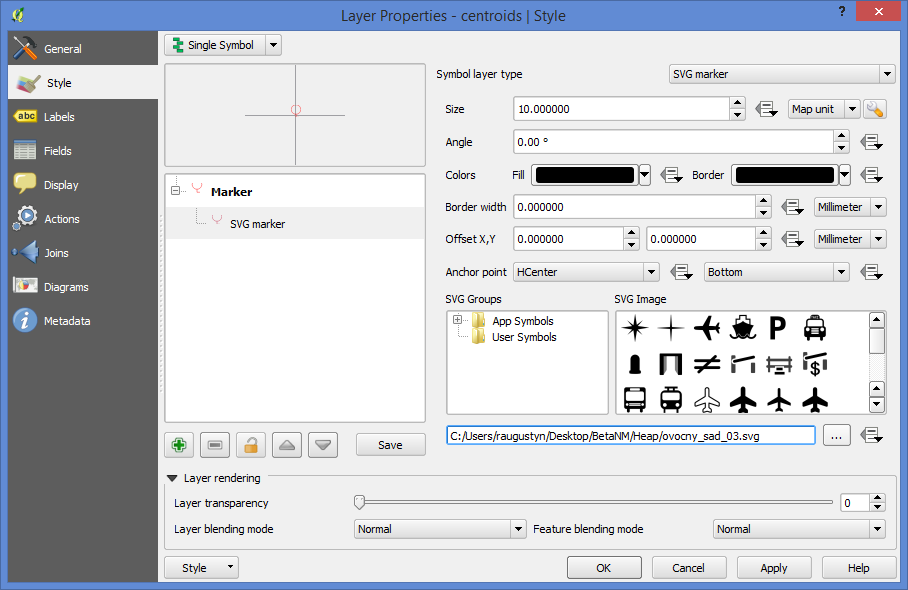 Layer Properties - centroids | Style
?
General
Style
Labels
Fields
Display
Actions
Joins
Diagrams
Metadata
abc
Single Symbol
Marker
SVG marker
Save
Symbol layer type
SVG marker
Size
10.000000
Map unit
Angle
0.00 °
Colors
Fill
Border
Border width
0.000000
Millimeter
Offset X,Y
0.000000
0.000000
Millimeter
Anchor point
HCenter
Bottom
SVG Groups
SVG Image
App Symbols
User Symbols
P
$
C:/Users/raugustyn/Desktop/BetaNM/Heap/ovocny_sad_03.svg
...
Layer rendering
Layer transparency
0
Layer blending mode
Normal
Feature blending mode
Normal
Style
OK
Cancel
Apply
Help